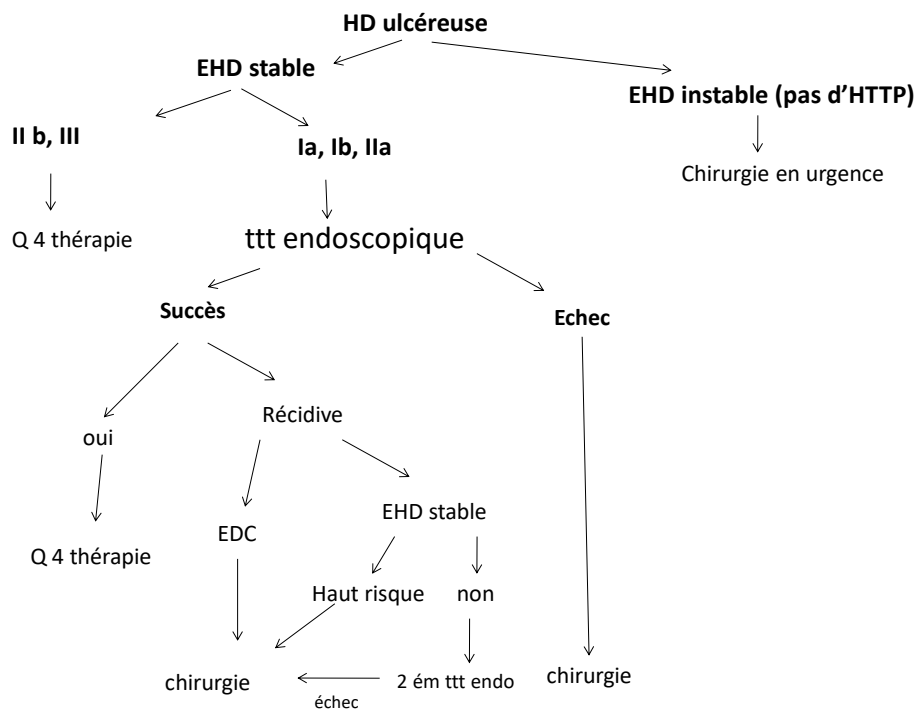 HD ulcéreuse
EHD stable
EHD instable (pas d’HTTP)
II b, III
Ia, Ib, IIa
Chirurgie en urgence
Q 4 thérapie
ttt endoscopique
Succès
Echec
Récidive
oui
EHD stable
EDC
Q 4 thérapie
Haut risque
non
chirurgie
2 ém ttt endo
chirurgie
échec